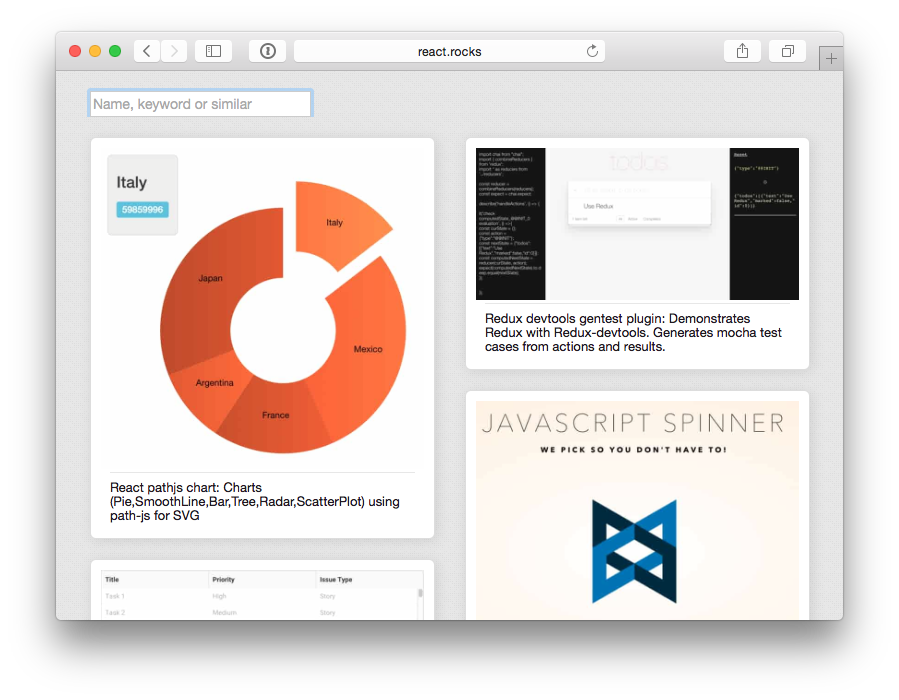 react.rocks
Name, keyword or similar
Italy
59859996
Italy
Japan
Mexico
Argentina
France
React pathjs chart: Charts
(Pie,SmoothLine,Bar,Tree,Radar,ScatterPlot) using
path-js for SVG
Title Priority Issue Type
Task 1 High Story
Task 2 Medium Story
todos
Use Redux
Redux devtools gentest plugin: Demonstrates
Redux with Redux-devtools. Generates mocha test
cases from actions and results.
JAVASCRIPT SPINNER
WE PICK SO YOU DON'T HAVE TO!